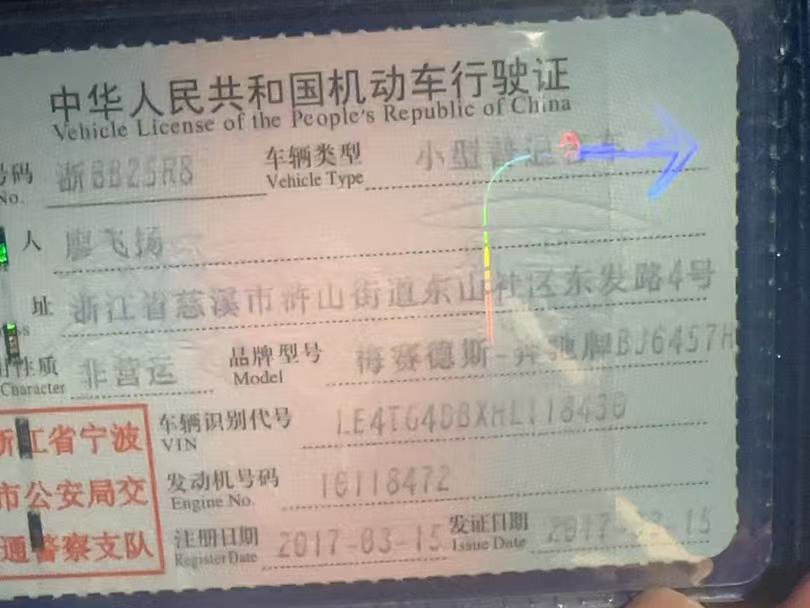 中华人民共和国机动车行驶证
Vehicle License of the People's Republic of China
号码 浙BB25R8 车辆类型 小型普通客车
No. Vehicle Type
人 廖飞扬
址 浙江省慈溪市浒山街道东山社区东发路4号
性质 非营运 品牌型号 梅赛德斯-奔驰牌BJ6457H
Character Model
浙江省宁波
市公安局交
通警察支队
车辆识别代号
VIN
发动机号码
Engine No.
注册日期 2017-03-15 发证日期
Register Date Issue Date